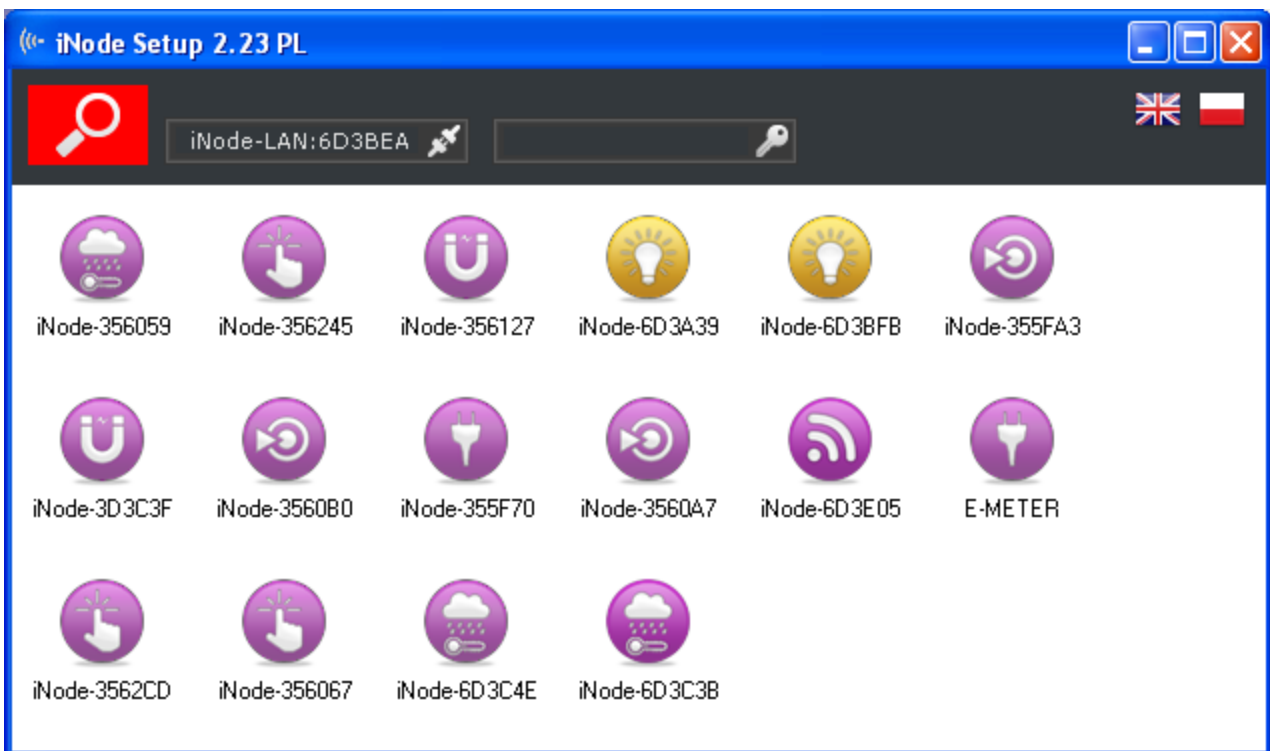 iNode Setup 2.23 PL
iNode-LAN:6D3BEA
iNode-356059 iNode-356245 iNode-356127 iNode-6D3A39 iNode-6D3BFB iNode-355FA3
iNode-3D3C3F iNode-3560B0 iNode-355F70 iNode-3560A7 iNode-6D3E05 E-METER
iNode-3562CD iNode-356067 iNode-6D3C4E iNode-6D3C3B